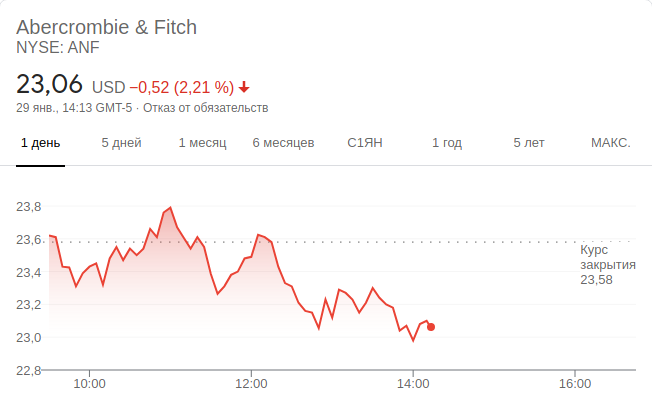 Abercrombie & Fitch
NYSE: ANF
23,06 USD −0,52 (2,21 %)
29 янв., 14:13 GMT-5 · Отказ от обязательств
1 день 5 дней 1 месяц 6 месяцев С1ЯН 1 год 5 лет МАКС.
23,8
23,6
Курс
закрытия
23,58
23,4
23,2
23,0
22,8
10:00 12:00 14:00 16:00